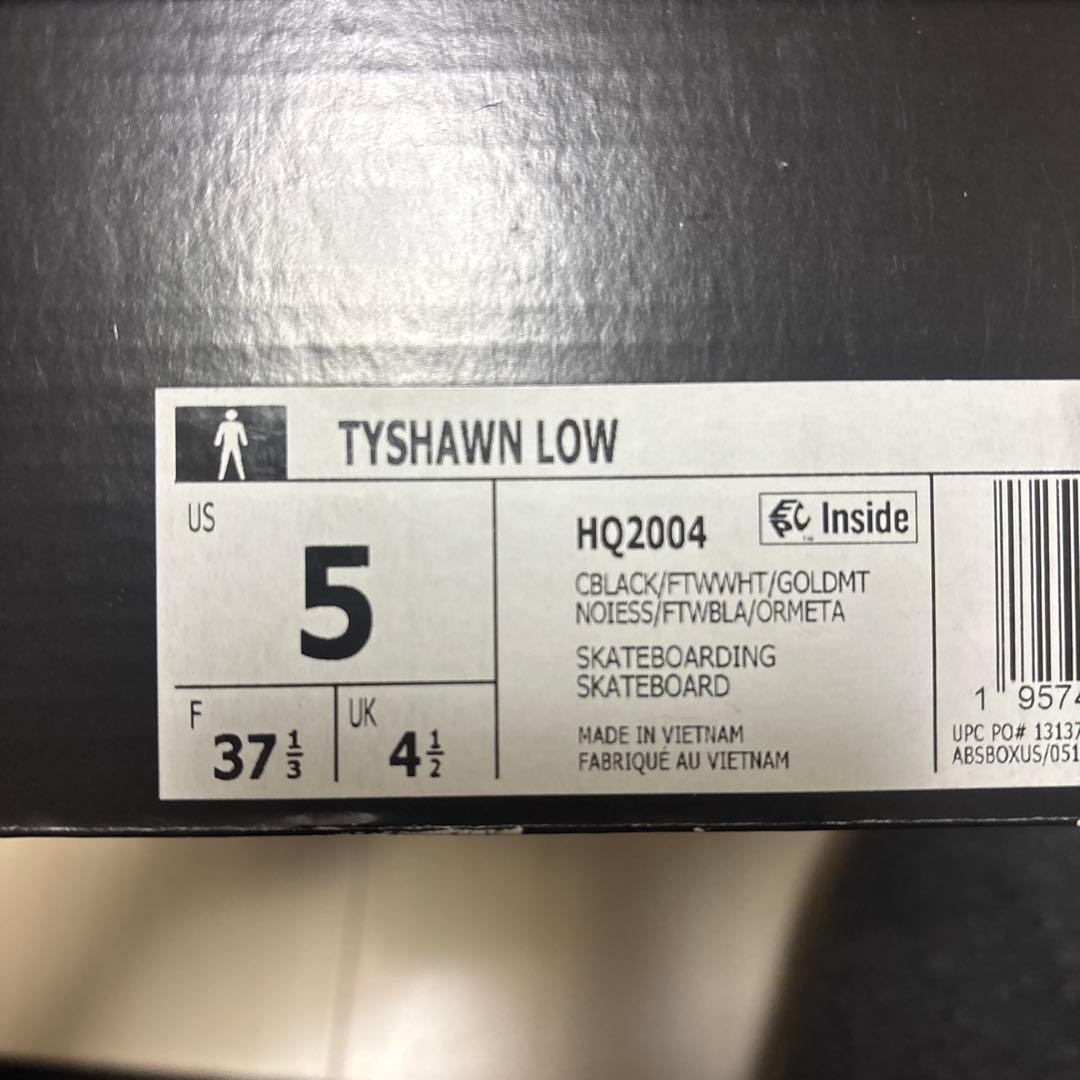 TYSHAWN LOW
US
5
F
37 1/3
UK
4 1/2
HQ2004
Inside
CBLACK/FTWWHT/GOLDMT
NOIESS/FTWBLA/ORMETA
SKATEBOARDING
SKATEBOARD
MADE IN VIETNAM
FABRIQUÉ AU VIETNAM
1 9574
UPC PO# 13137
ABSBOXUS/051